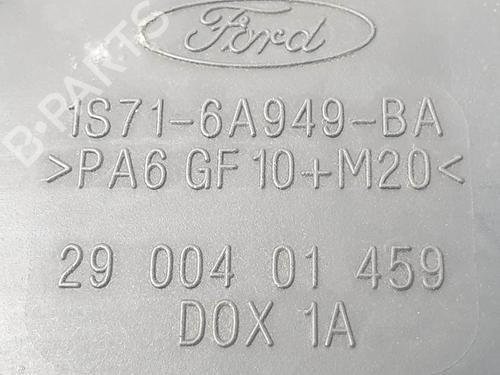 Ford
1S71-6A949-BA
>PA6 GF10+M20<
29 004 01 459
DOX 1A
B-PARTS